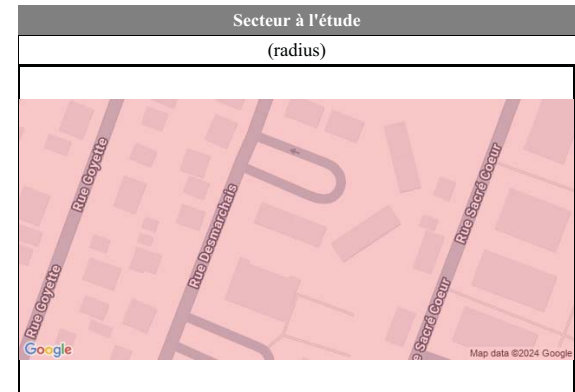 Secteur à l'étude
(radius)
Rue Goyette
Rue Desmarchais
Rue Sacré Coeur
Rue Goyette
e Sacré Coeur
Google
Map data ©2024 Google